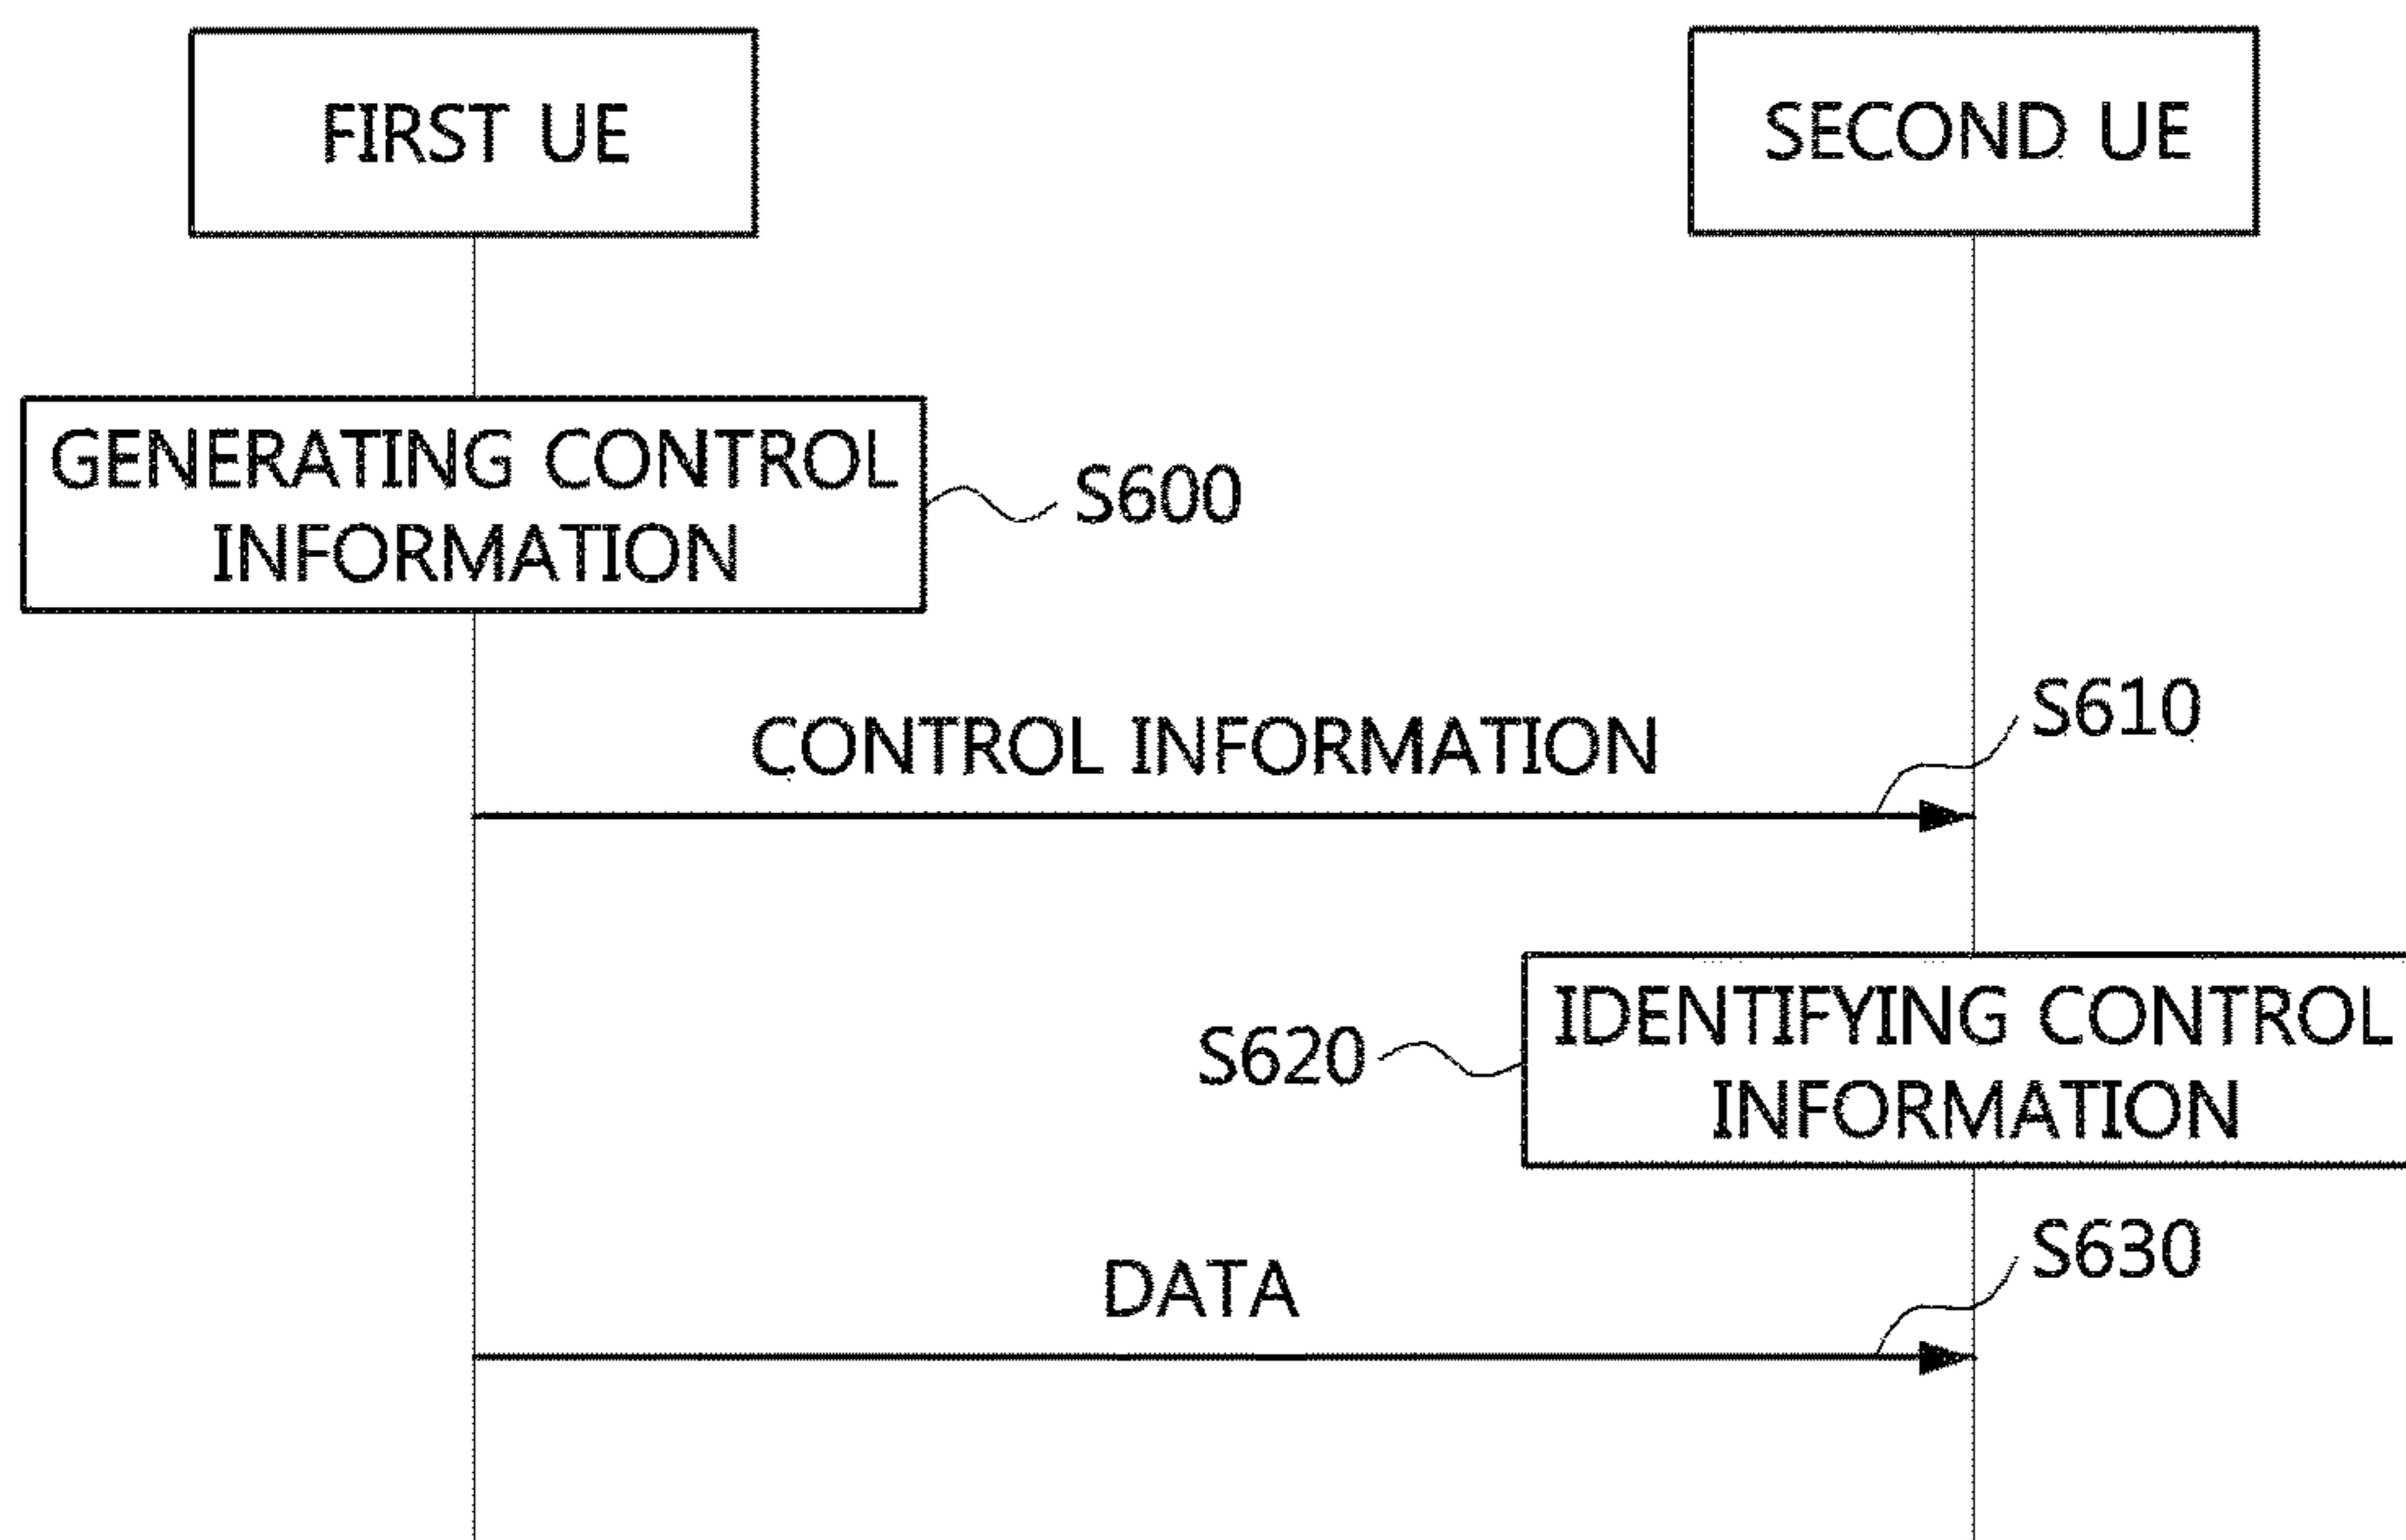 FIRST UE
SECOND UE
GENERATING CONTROL
INFORMATION
S600
CONTROL INFORMATION
S610
S620
IDENTIFYING CONTROL
INFORMATION
DATA
S630